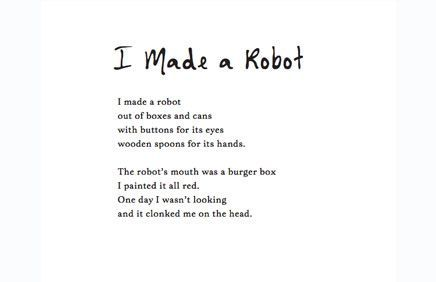 I Made a Robot
I made a robot
out of boxes and cans
with buttons for its eyes
wooden spoons for its hands.
The robot's mouth was a burger box
I painted it all red.
One day I wasn't looking
and it clonked me on the head.